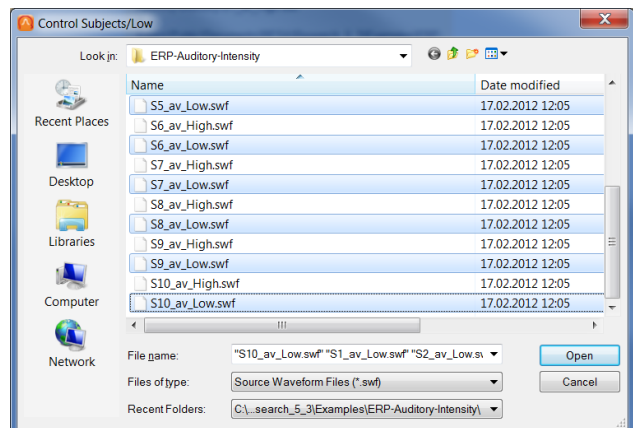 Control Subjects/Low
Look in: ERP-Auditory-Intensity
Name Date modified
S5_av_Low.swf 17.02.2012 12:05
S6_av_High.swf 17.02.2012 12:05
S6_av_Low.swf 17.02.2012 12:05
S7_av_High.swf 17.02.2012 12:05
S7_av_Low.swf 17.02.2012 12:05
S8_av_High.swf 17.02.2012 12:05
S8_av_Low.swf 17.02.2012 12:05
S9_av_High.swf 17.02.2012 12:05
S9_av_Low.swf 17.02.2012 12:05
S10_av_High.swf 17.02.2012 12:05
S10_av_Low.swf 17.02.2012 12:05
Recent Places
Desktop
Libraries
Computer
Network
File name: "S10_av_Low.swf" "S1_av_Low.swf" "S2_av_Low.sv Open
Files of type: Source Waveform Files (*.swf) Cancel
Recent Folders: C:\...search_5_3\Examples\ERP-Auditory-Intensity\